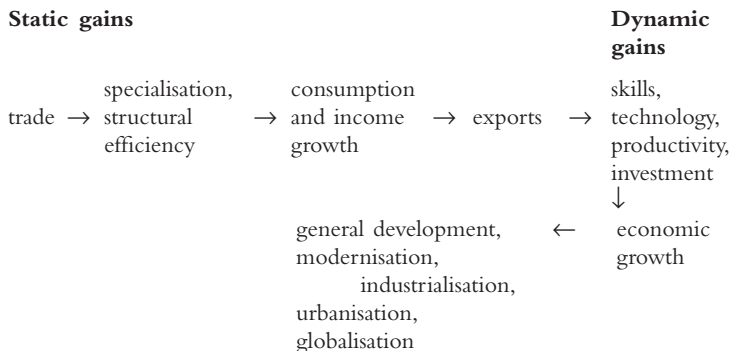 Static gains
Dynamic
gains
specialisation,
consumption
skills,
trade → structural
→ and income
→ exports
→ technology,
efficiency
growth
productivity,
investment
↓
general development,
←
economic
modernisation,
growth
industrialisation,
urbanisation,
globalisation